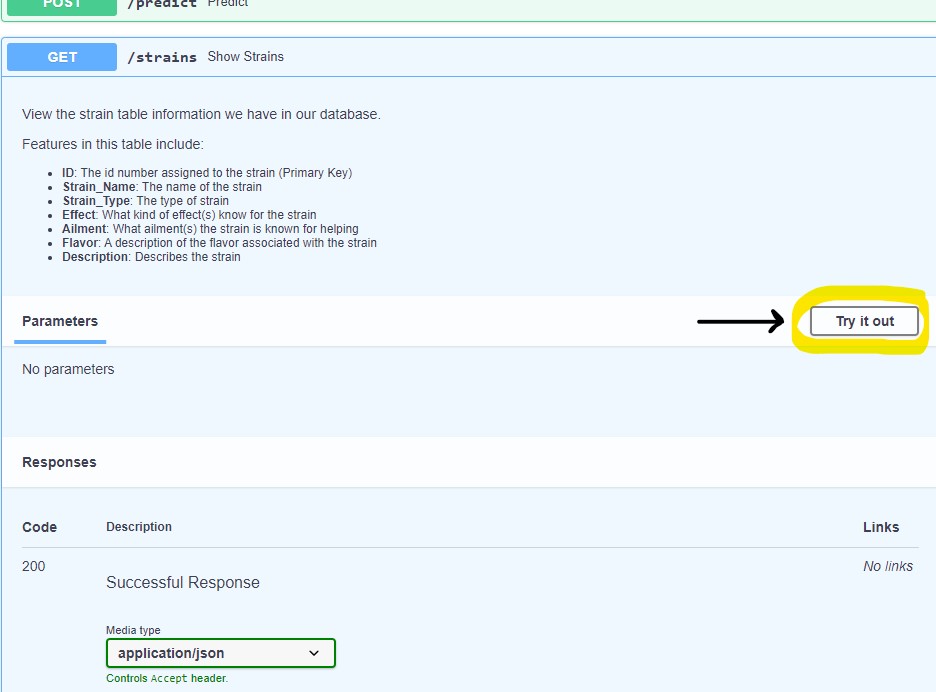 POST /predict Predict
GET /strains Show Strains
View the strain table information we have in our database.
Features in this table include:
ID: The id number assigned to the strain (Primary Key)
Strain_Name: The name of the strain
Strain_Type: The type of strain
Effect: What kind of effect(s) know for the strain
Ailment: What ailment(s) the strain is known for helping
Flavor: A description of the flavor associated with the strain
Description: Describes the strain
Parameters Try it out
No parameters
Responses
Code Description Links
200 No links
Successful Response
Media type
application/json
Controls Accept header.